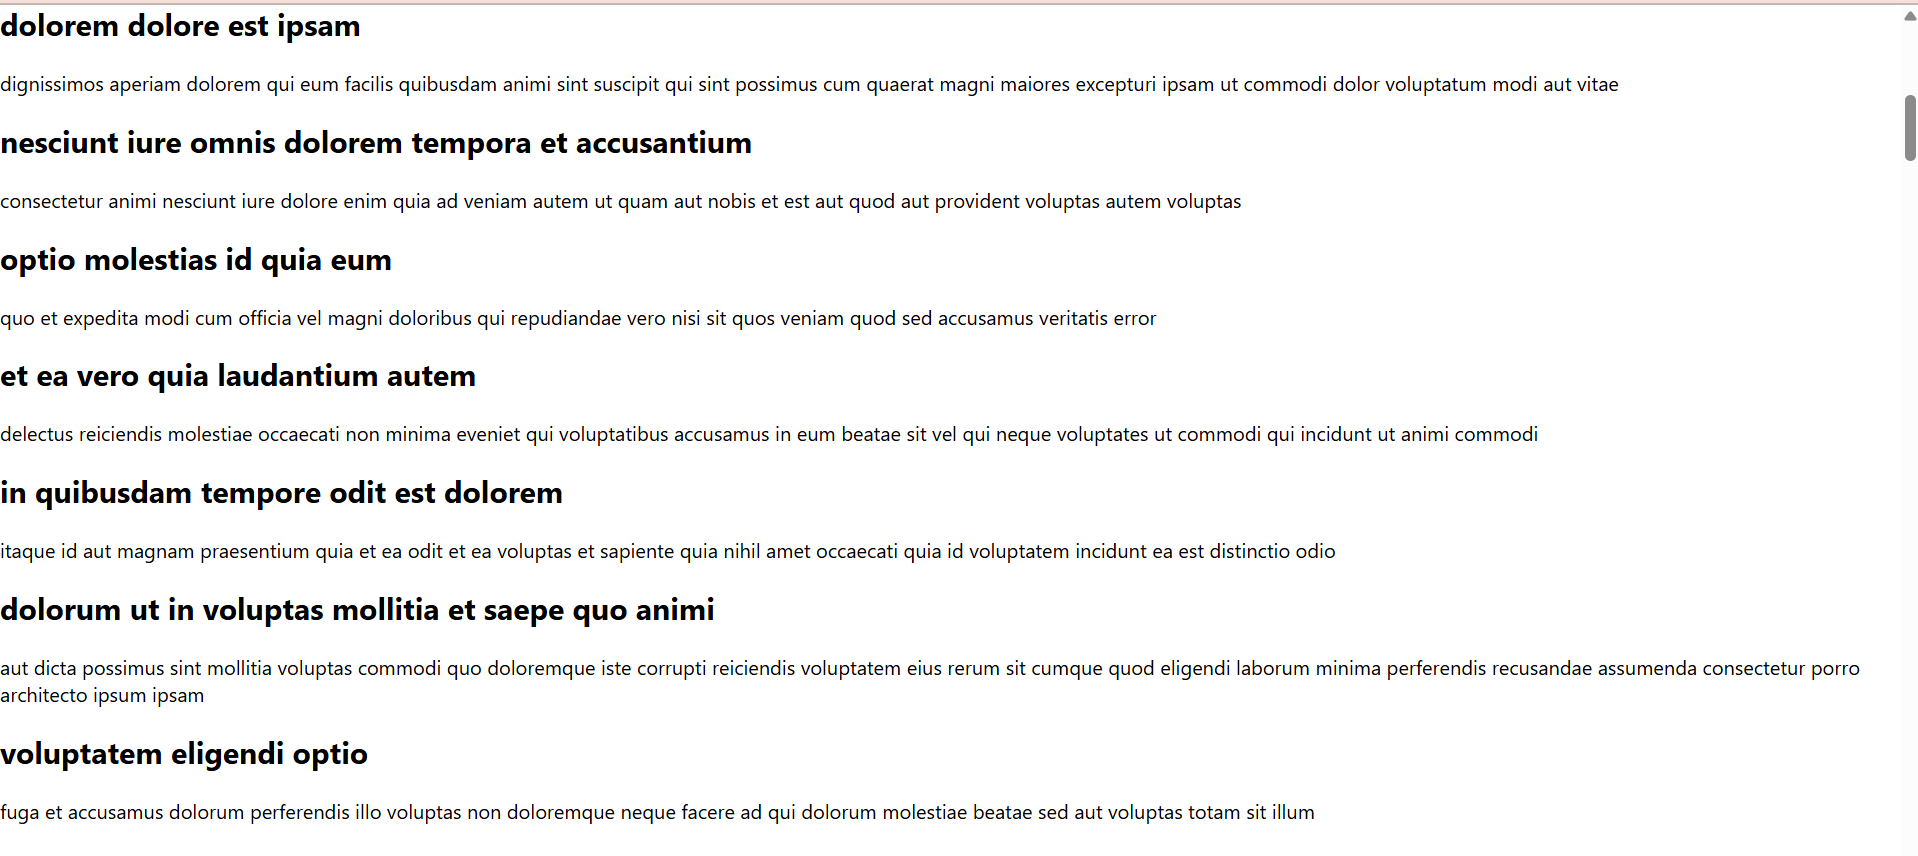 dolorem dolore est ipsam
dignissimos aperiam dolorem qui eum facilis quibusdam animi sint suscipit qui sint possimus cum quaerat magni maiores excepturi ipsam ut commodi dolor voluptatum modi aut vitae
nesciunt iure omnis dolorem tempora et accusantium
consectetur animi nesciunt iure dolore enim quia ad veniam autem ut quam aut nobis et est aut quod aut provident voluptas autem voluptas
optio molestias id quia eum
quo et expedita modi cum officia vel magni doloribus qui repudiandae vero nisi sit quos veniam quod sed accusamus veritatis error
et ea vero quia laudantium autem
delectus reiciendis molestiae occaecati non minima eveniet qui voluptatibus accusamus in eum beatae sit vel qui neque voluptates ut commodi qui incidunt ut animi commodi
in quibusdam tempore odit est dolorem
itaque id aut magnam praesentium quia et ea odit et ea voluptas et sapiente quia nihil amet occaecati quia id voluptatem incidunt ea est distinctio odio
dolorum ut in voluptas mollitia et saepe quo animi
aut dicta possimus sint mollitia voluptas commodi quo doloremque iste corrupti reiciendis voluptatem eius rerum sit cumque quod eligendi laborum minima perferendis recusandae assumenda consectetur porro
architecto ipsum ipsam
voluptatem eligendi optio
fuga et accusamus dolorum perferendis illo voluptas non doloremque neque facere ad qui dolorum molestiae beatae sed aut voluptas totam sit illum